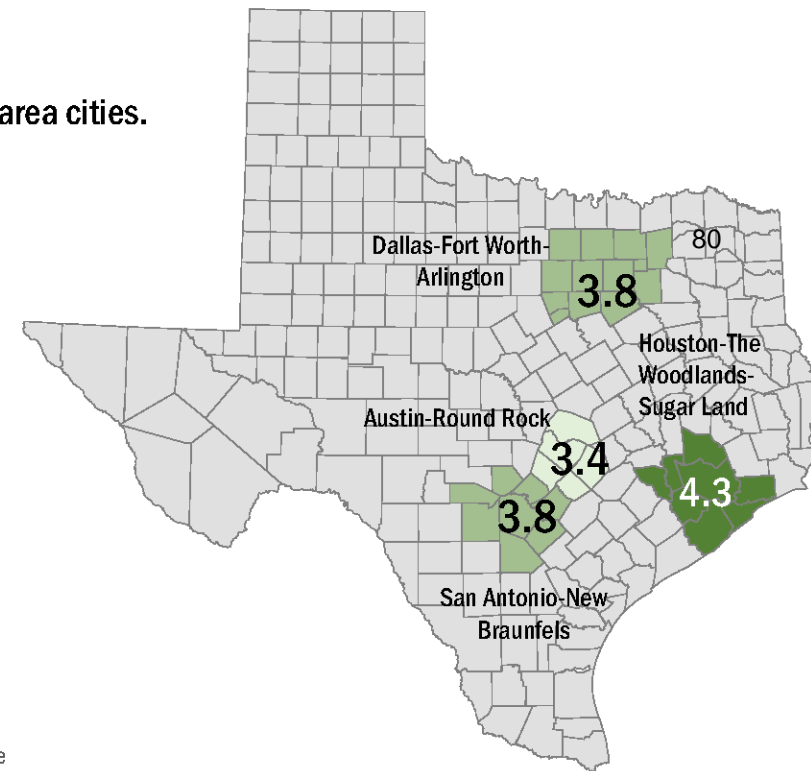 area cities.
Dallas-Fort Worth-
Arlington
80
3.8
Houston-The
Woodlands-
Sugar Land
Austin-Round Rock
3.4
4.3
3.8
San Antonio-New
Braunfels
e